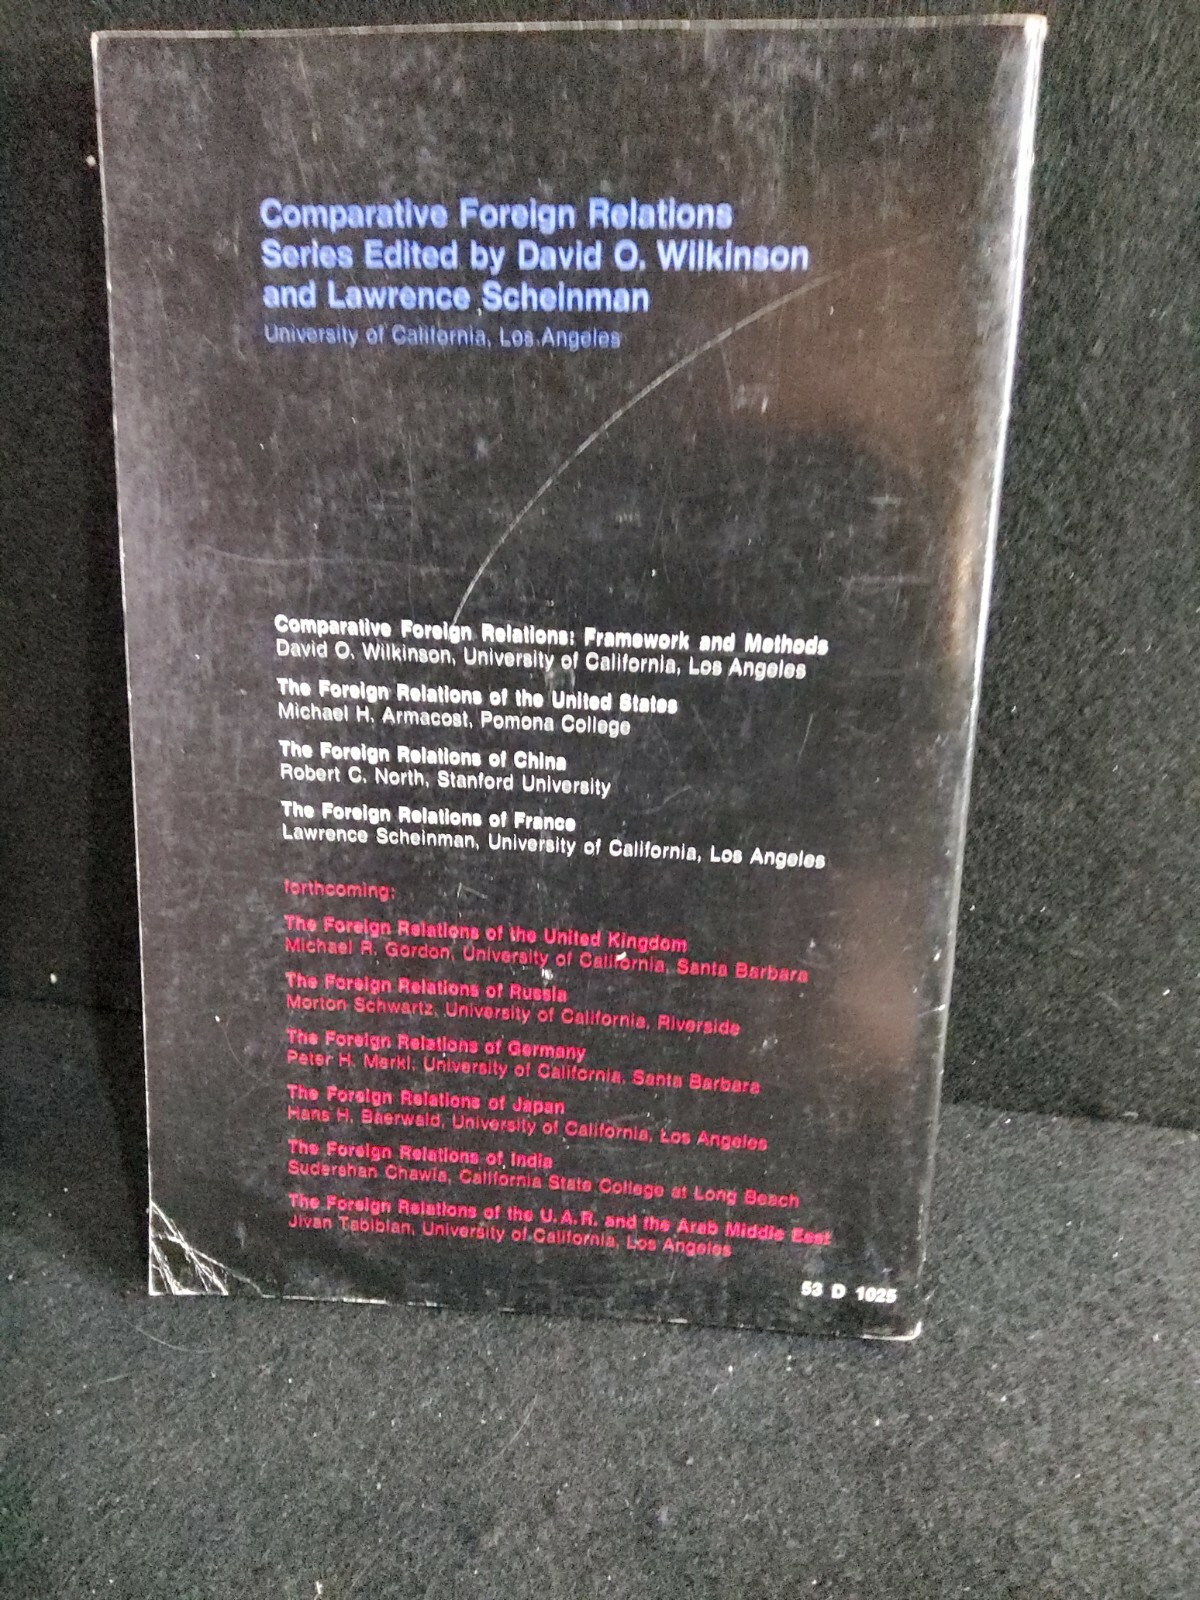 Comparative Foreign Relations
Series Edited by David O. Wilkinson
and Lawrence Scheinman
University of California, Los Angeles
Comparative Foreign Relations: Framework and Methods
David O. Wilkinson, University of California, Los Angeles
The Foreign Relations of the United States
Michael H. Armacost, Pomona College
The Foreign Relations of China
Robert C. North, Stanford University
The Foreign Relations of France
Lawrence Scheinman, University of California, Los Angeles
forthcoming:
The Foreign Relations of the United Kingdom
Michael R. Gordon, University of California, Santa Barbara
The Foreign Relations of Russia
Morton Schwartz, University of California, Riverside
The Foreign Relations of Germany
Peter H. Merkl, University of California, Santa Barbara
The Foreign Relations of Japan
Hans H. Baerwald, University of California, Los Angeles
The Foreign Relations of India
Sudershan Chawla, California State College at Long Beach
The Foreign Relations of the U.A.R. and the Arab Middle East
Jivan Tabibian, University of California, Los Angeles
53 D 1025